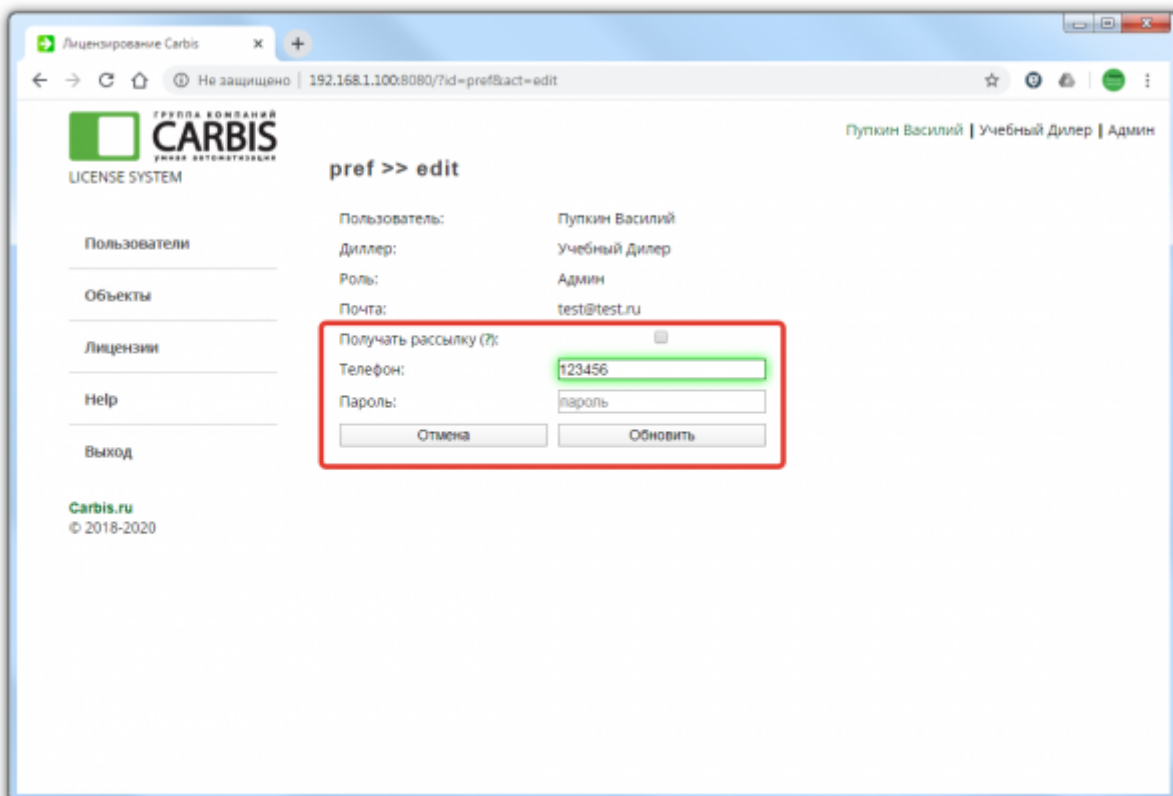 Лицензирование Carbis
Не защищено | 192.168.1.100:8080/?id=pref&act=edit
ГРУППА КОМПАНИЙ
CARBIS
умная автоматизация
LICENSE SYSTEM
Пупкин Василий | Учебный Дилер | Админ
pref >> edit
Пользователь: Пупкин Василий
Диллер: Учебный Дилер
Роль: Админ
Почта: test@test.ru
Получать рассылку (?):
Телефон: 123456
Пароль: пароль
Отмена Обновить
Пользователи
Объекты
Лицензии
Help
Выход
Carbis.ru
© 2018-2020